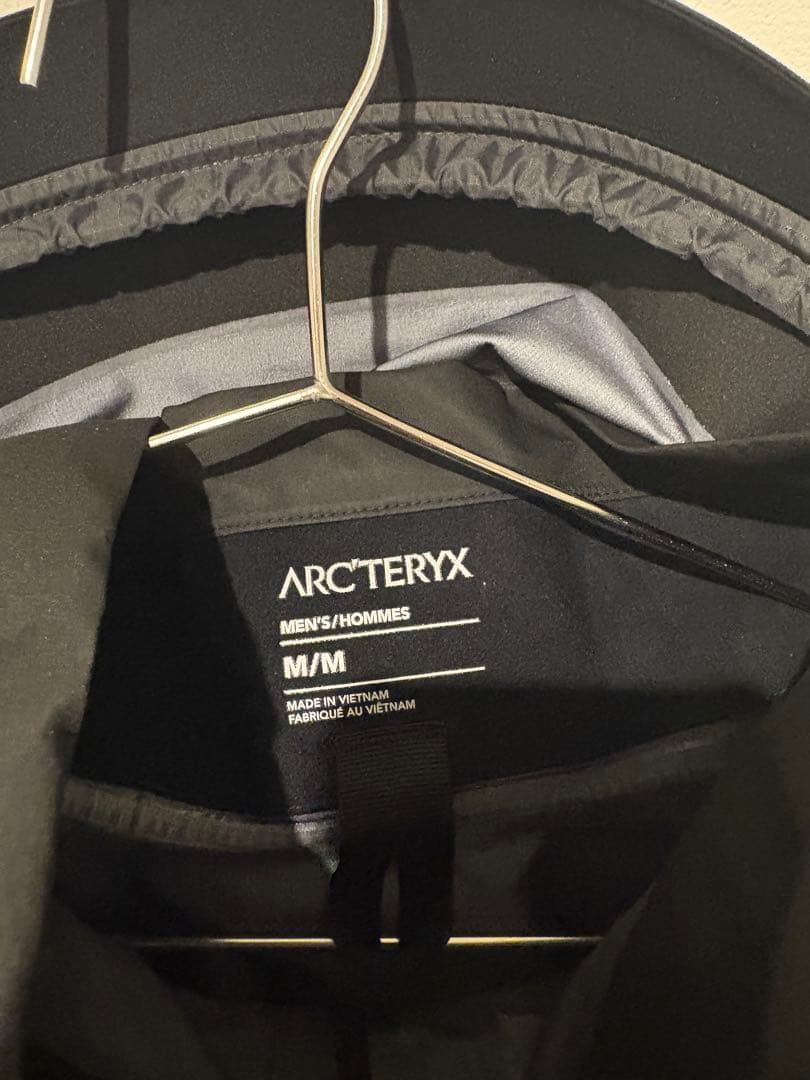 ARC'TERYX
MEN'S/HOMMES
M/M
MADE IN VIETNAM
FABRIQUÉ AU VIÊTNAM